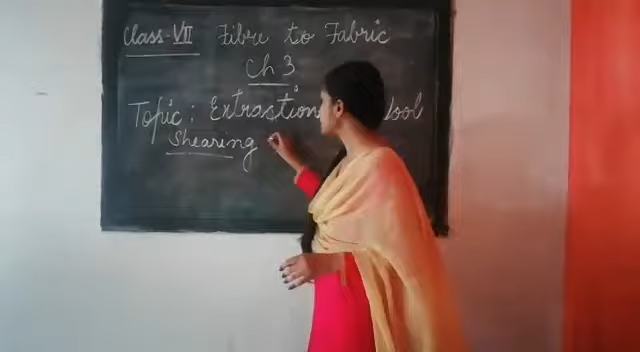 Class-VII Fibre to Fabric
Ch 3
Topic: Extrastion
Shearing